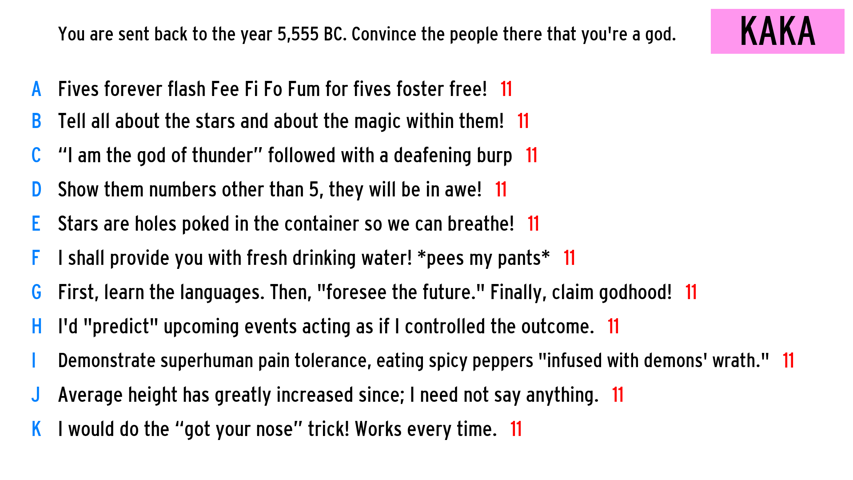 You are sent back to the year 5,555 BC. Convince the people there that you're a god.
KAKA
A Fives forever flash Fee Fi Fo Fum for fives foster free! 11
B Tell all about the stars and about the magic within them! 11
C “I am the god of thunder” followed with a deafening burp 11
D Show them numbers other than 5, they will be in awe! 11
E Stars are holes poked in the container so we can breathe! 11
F I shall provide you with fresh drinking water! *pees my pants* 11
G First, learn the languages. Then, "foresee the future." Finally, claim godhood! 11
H I'd "predict" upcoming events acting as if I controlled the outcome. 11
I Demonstrate superhuman pain tolerance, eating spicy peppers "infused with demons' wrath." 11
J Average height has greatly increased since; I need not say anything. 11
K I would do the “got your nose” trick! Works every time. 11